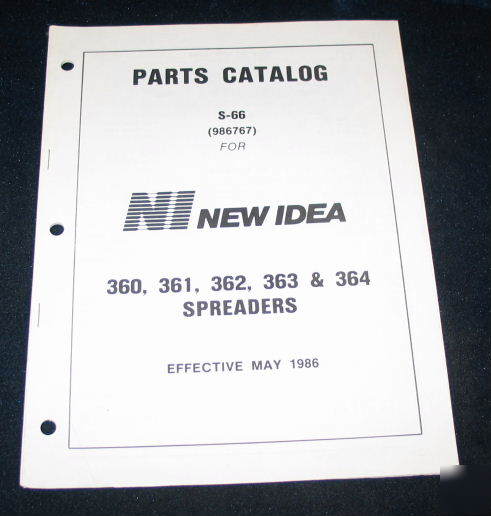 PARTS CATALOG
S-66
(986767)
FOR
NI NEW IDEA
360, 361, 362, 363 & 364
SPREADERS
EFFECTIVE MAY 1986